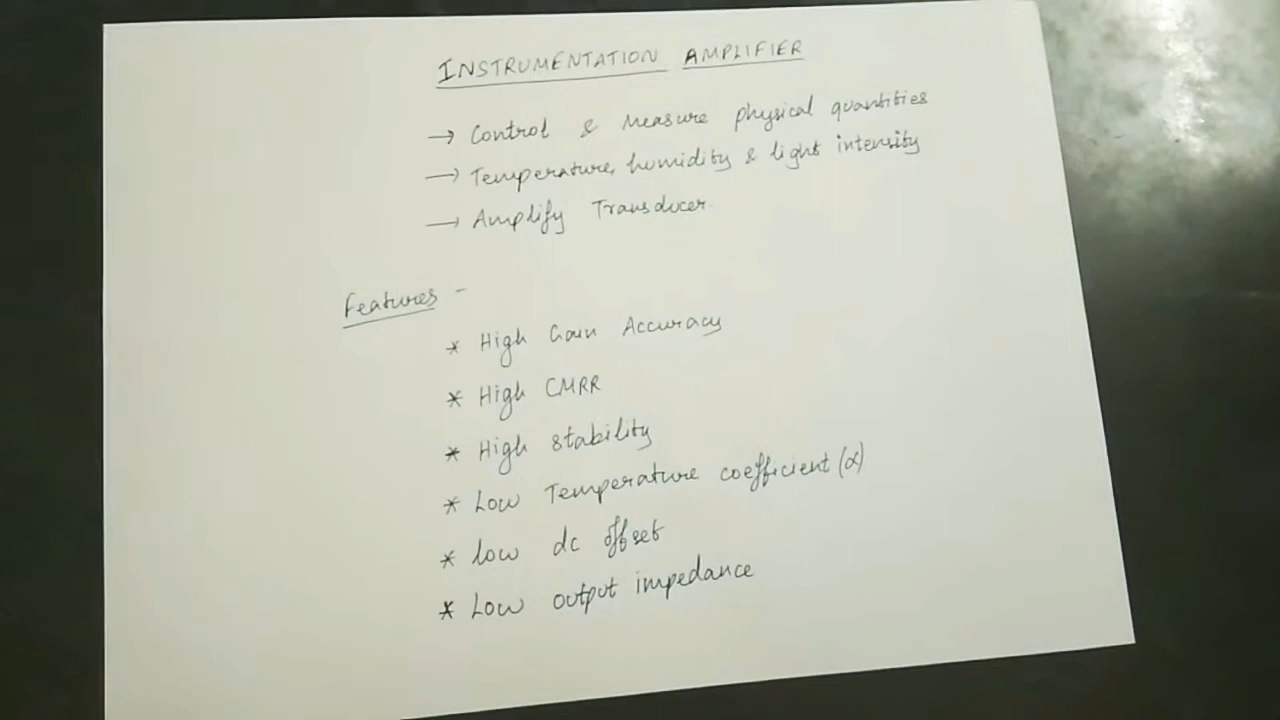 INSTRUMENTATION AMPLIFIER
→ Control & Measure physical quantities
→ Temperature, humidity & light intensity
→ Amplify Transducer.
Features -
* High Gain Accuracy
* High CMRR
* High stability
* Low Temperature coefficient (α)
* low dc offset
* Low output impedance